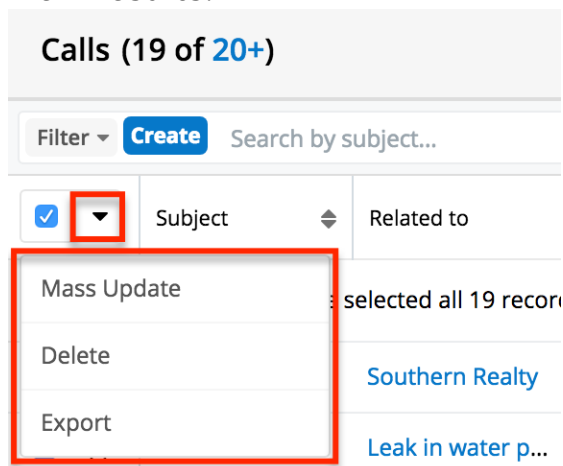 Calls (19 of 20+)
Filter Create Search by subject...
Subject Related to
Mass Update
selected all 19 recor
Delete
Southern Realty
Export
Leak in water p...